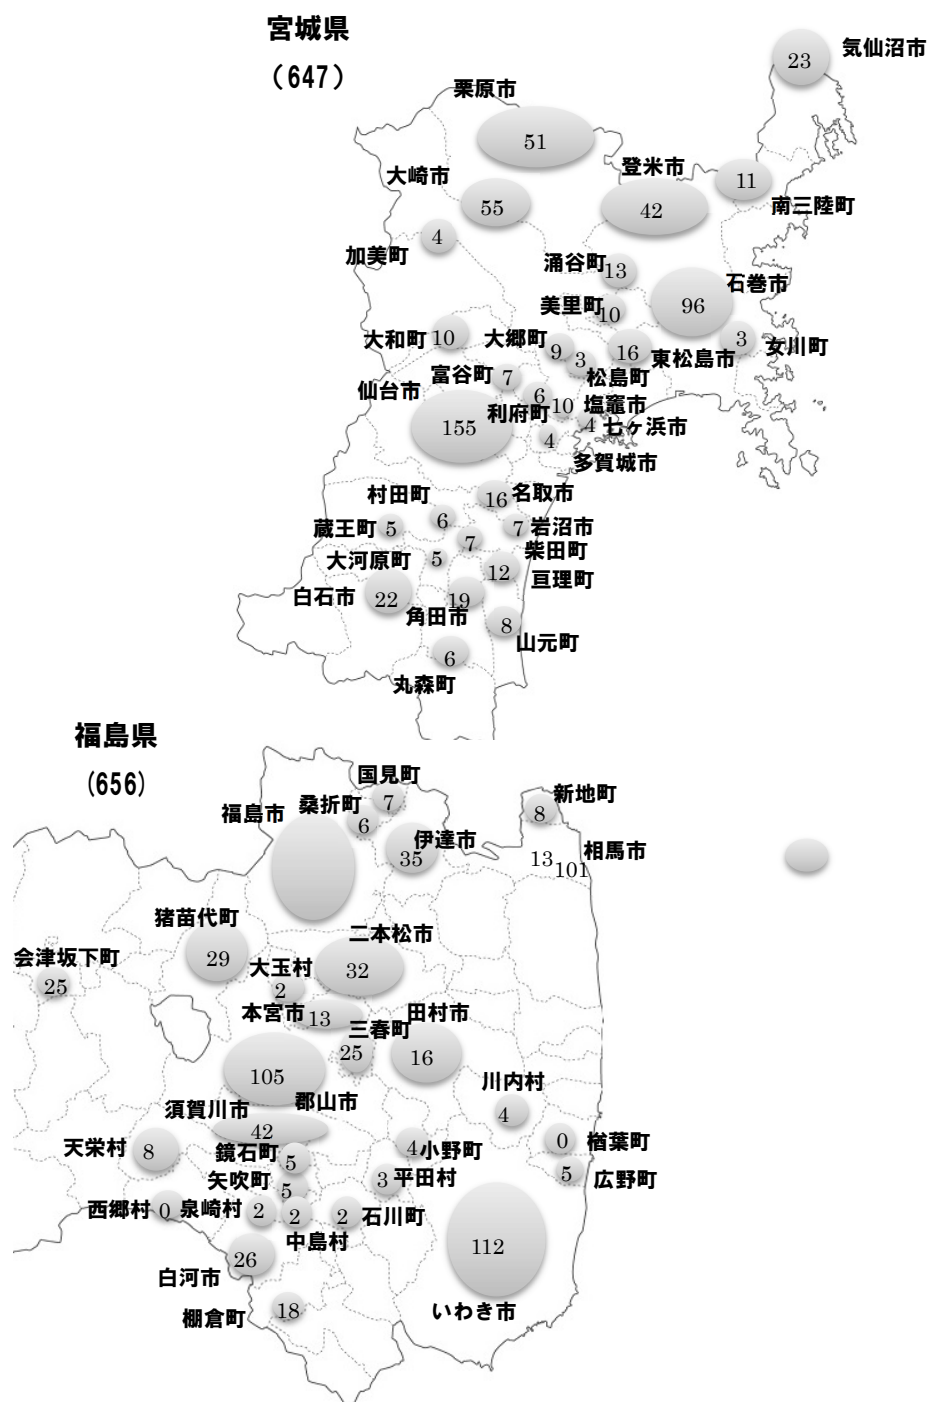 宮城県
（647）
気仙沼市
23
栗原市
51
登米市
42
11
南三陸町
大崎市
55
加美町
4
涌谷町
13
石巻市
96
美里町
10
大和町
10
大郷町
9
3
松島町
16
東松島市
3
女川町
富谷町
7
仙台市
155
利府町
6
10
塩竈市
4
七ヶ浜市
4
多賀城市
村田町
6
16
名取市
蔵王町
5
7
岩沼市
7
柴田町
大河原町
5
12
亘理町
白石市
22
19
角田市
8
山元町
6
丸森町
福島県
(656)
国見町
7
桑折町
6
福島市
伊達市
35
新地町
8
相馬市
13
101
猪苗代町
29
二本松市
32
会津坂下町
25
大玉村
2
本宮市
13
三春町
25
田村市
16
105
郡山市
川内村
4
須賀川市
42
天栄村
8
鏡石町
5
4
小野町
0
楢葉町
矢吹町
5
3
平田村
5
広野町
西郷村
0
泉崎村
2
2
中島村
2
石川町
26
白河市
112
いわき市
棚倉町
18